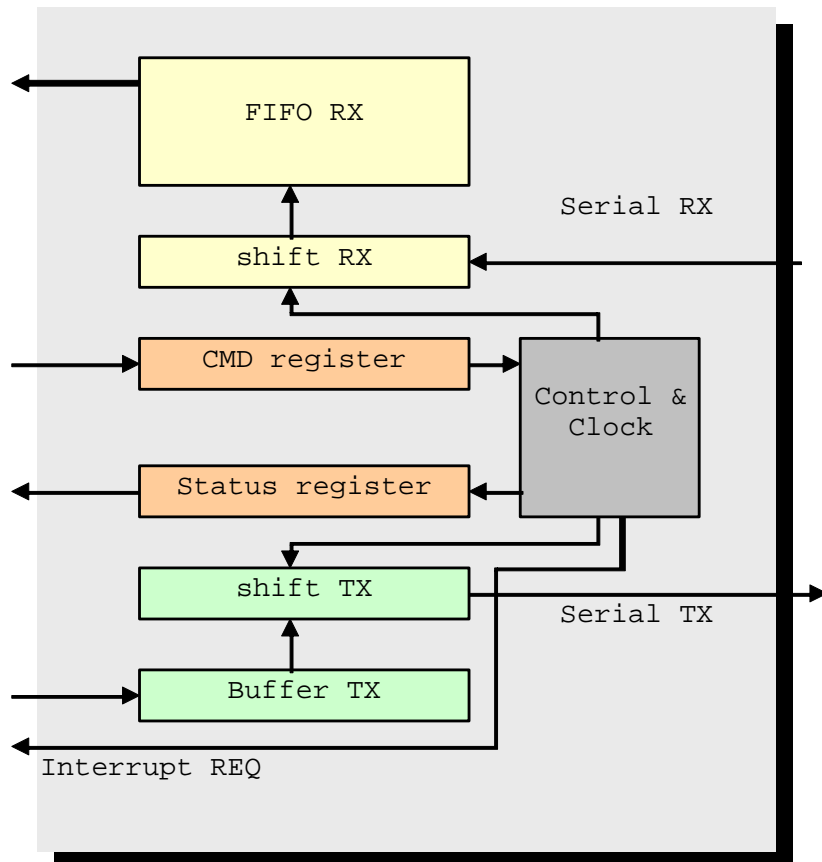 FIFO RX
Serial RX
shift RX
CMD register
Control &
Clock
Status register
shift TX
Serial TX
Buffer TX
Interrupt REQ